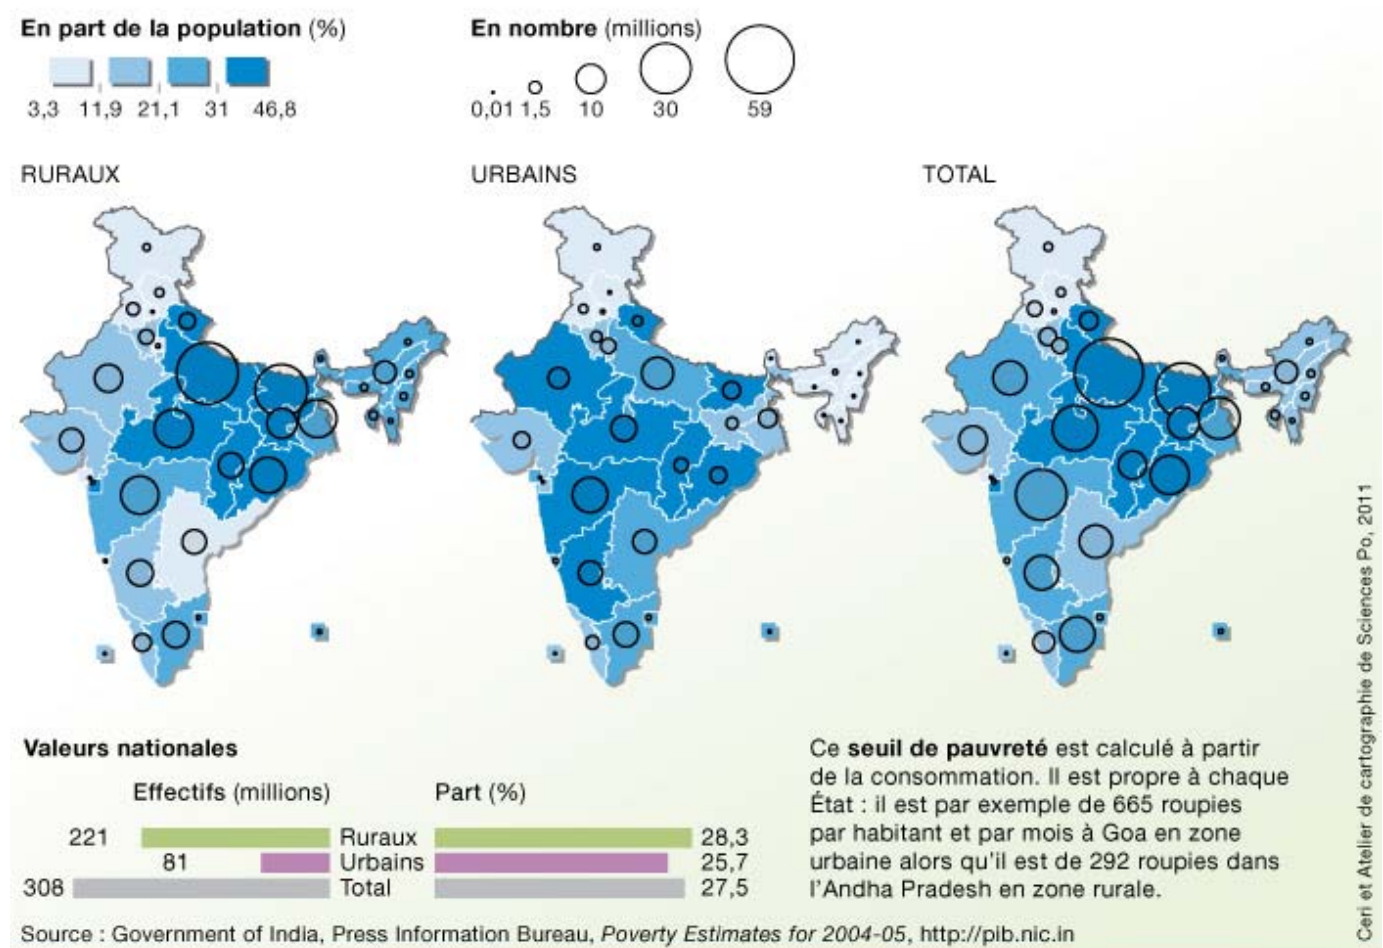 En part de la population (%)
3,3 11,9 21,1 31 46,8
En nombre (millions)
0,01 1,5 10 30 59
RURAUX
URBAINS
TOTAL
Valeurs nationales
Effectifs (millions)
Part (%)
221 Ruraux 28,3
81 Urbains 25,7
308 Total 27,5
Ce seuil de pauvreté est calculé à partir
de la consommation. Il est propre à chaque
État : il est par exemple de 665 roupies
par habitant et par mois à Goa en zone
urbaine alors qu'il est de 292 roupies dans
l'Andha Pradesh en zone rurale.
Source : Government of India, Press Information Bureau, Poverty Estimates for 2004-05, http://pib.nic.in
Ceri et Atelier de cartographie de Sciences Po, 2011